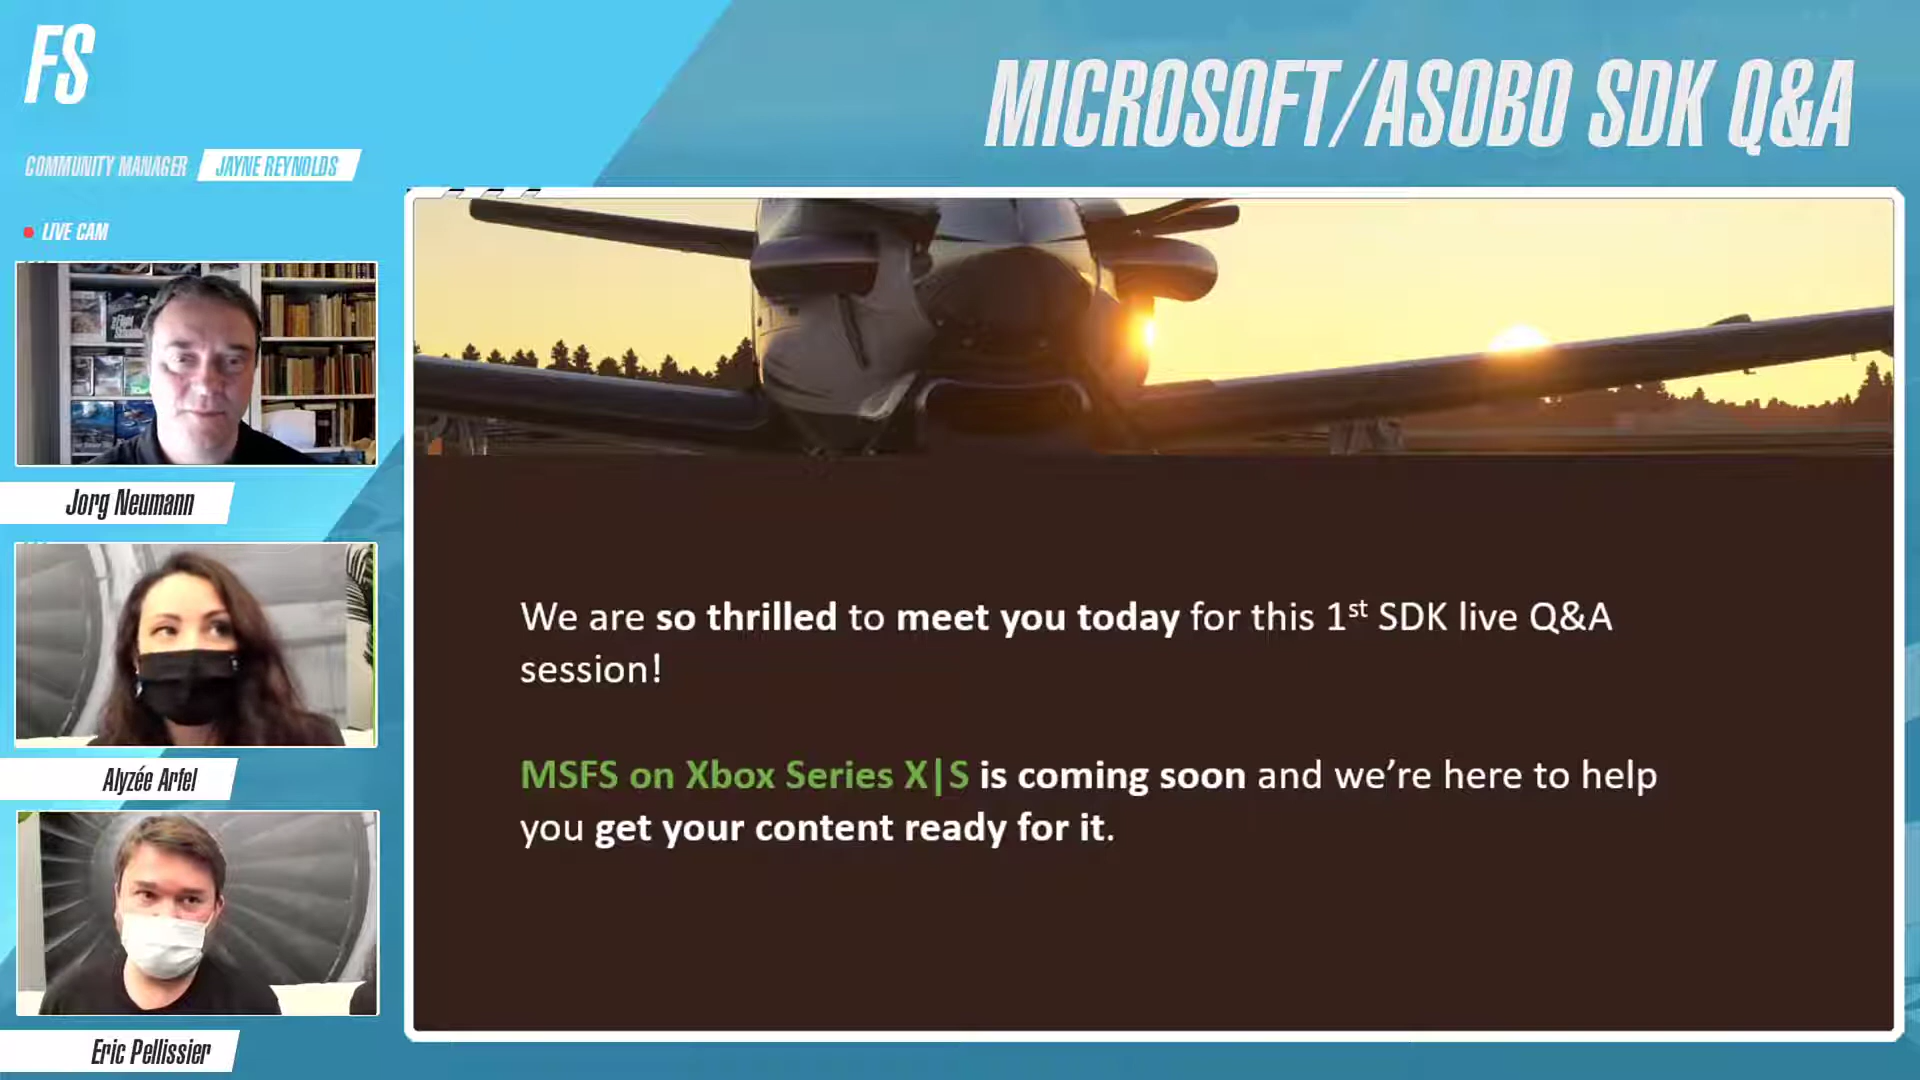 FS
MICROSOFT/ASOBO SDK Q&A
COMMUNITY MANAGER JAYNE REYNOLDS
LIVE CAM
Jorg Neumann
Alyzée Arfel
Eric Pellissier
We are so thrilled to meet you today for this 1st SDK live Q&A
session!
MSFS on Xbox Series X|S is coming soon and we’re here to help
you get your content ready for it.